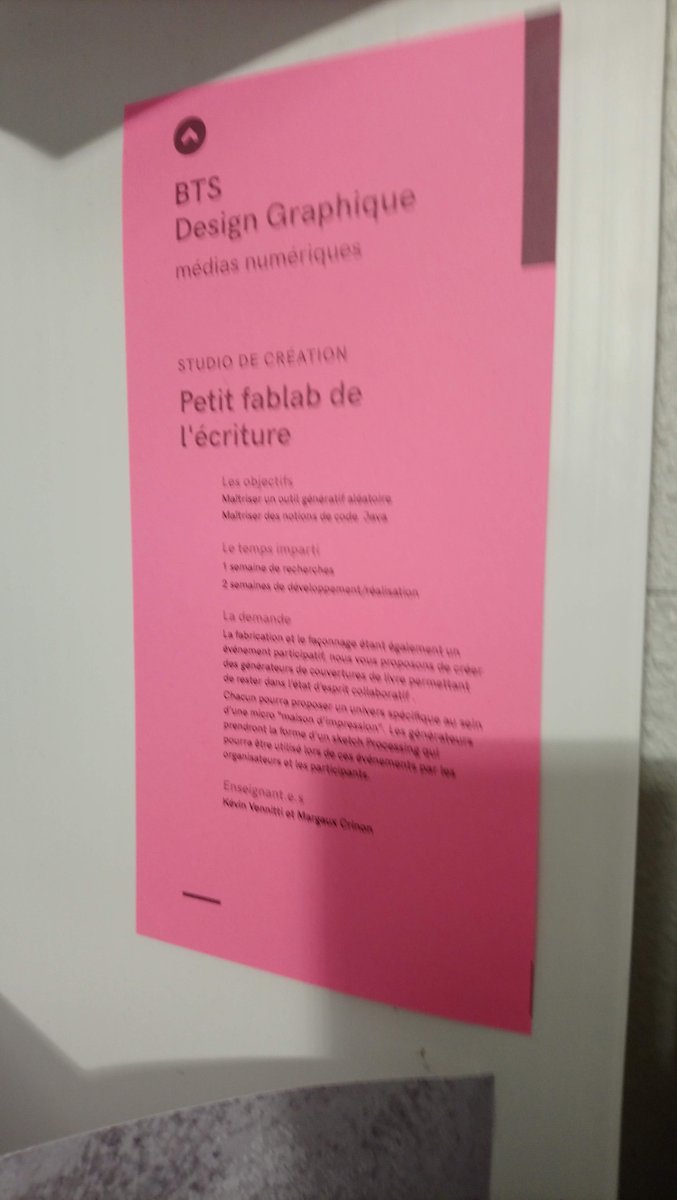 BTS
Design Graphique
médias numériques
STUDIO DE CRÉATION
Petit fablab de
l'écriture
Les objectifs
Maîtriser un outil génératif aléatoire
Maîtriser des notions de code Java
Le temps imparti
1 semaine de recherches
2 semaines de développement/réalisation
La demande
La fabrication et le façonnage étant également un
événement participatif, nous vous proposons de créer
des générateurs de couvertures de livre permettant
de rester dans l'état d'esprit collaboratif.
Chacun pourra proposer un univers spécifique au sein
d'une micro "maison d'impression". Les générateurs
prendront la forme d'un sketch Processing qui
pourra être utilisé lors de ces événements par les
organisateurs et les participants.
Enseignant.e.s
Kévin Vennitti et Margaux Crinon